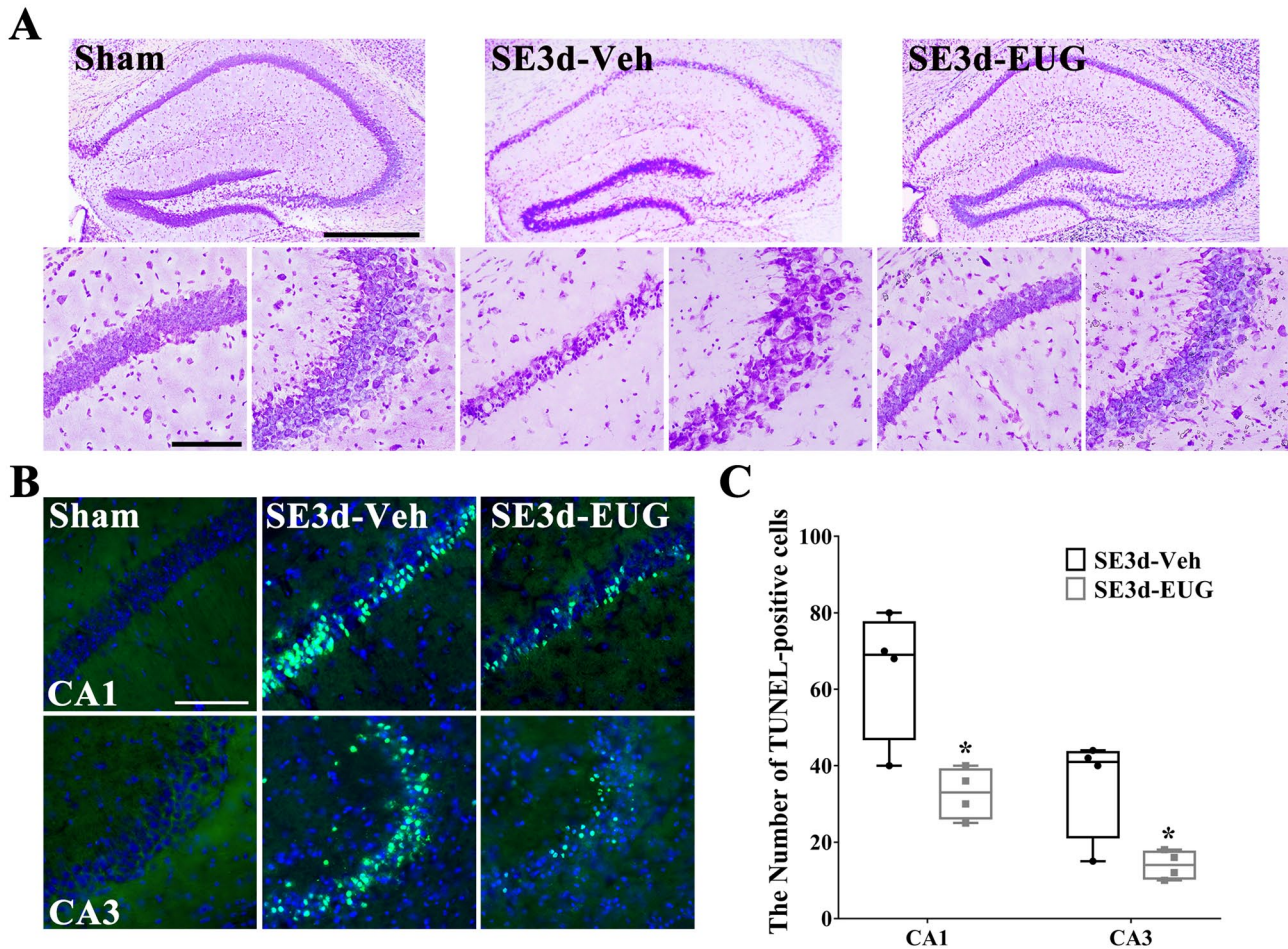 A
Sham
SE3d-Veh
SE3d-EUG
B
Sham
SE3d-Veh
SE3d-EUG
CA1
CA3
C
The Number of TUNEL-positive cells
100
80
60
40
20
0
SE3d-Veh
SE3d-EUG
*
*
CA1
CA3